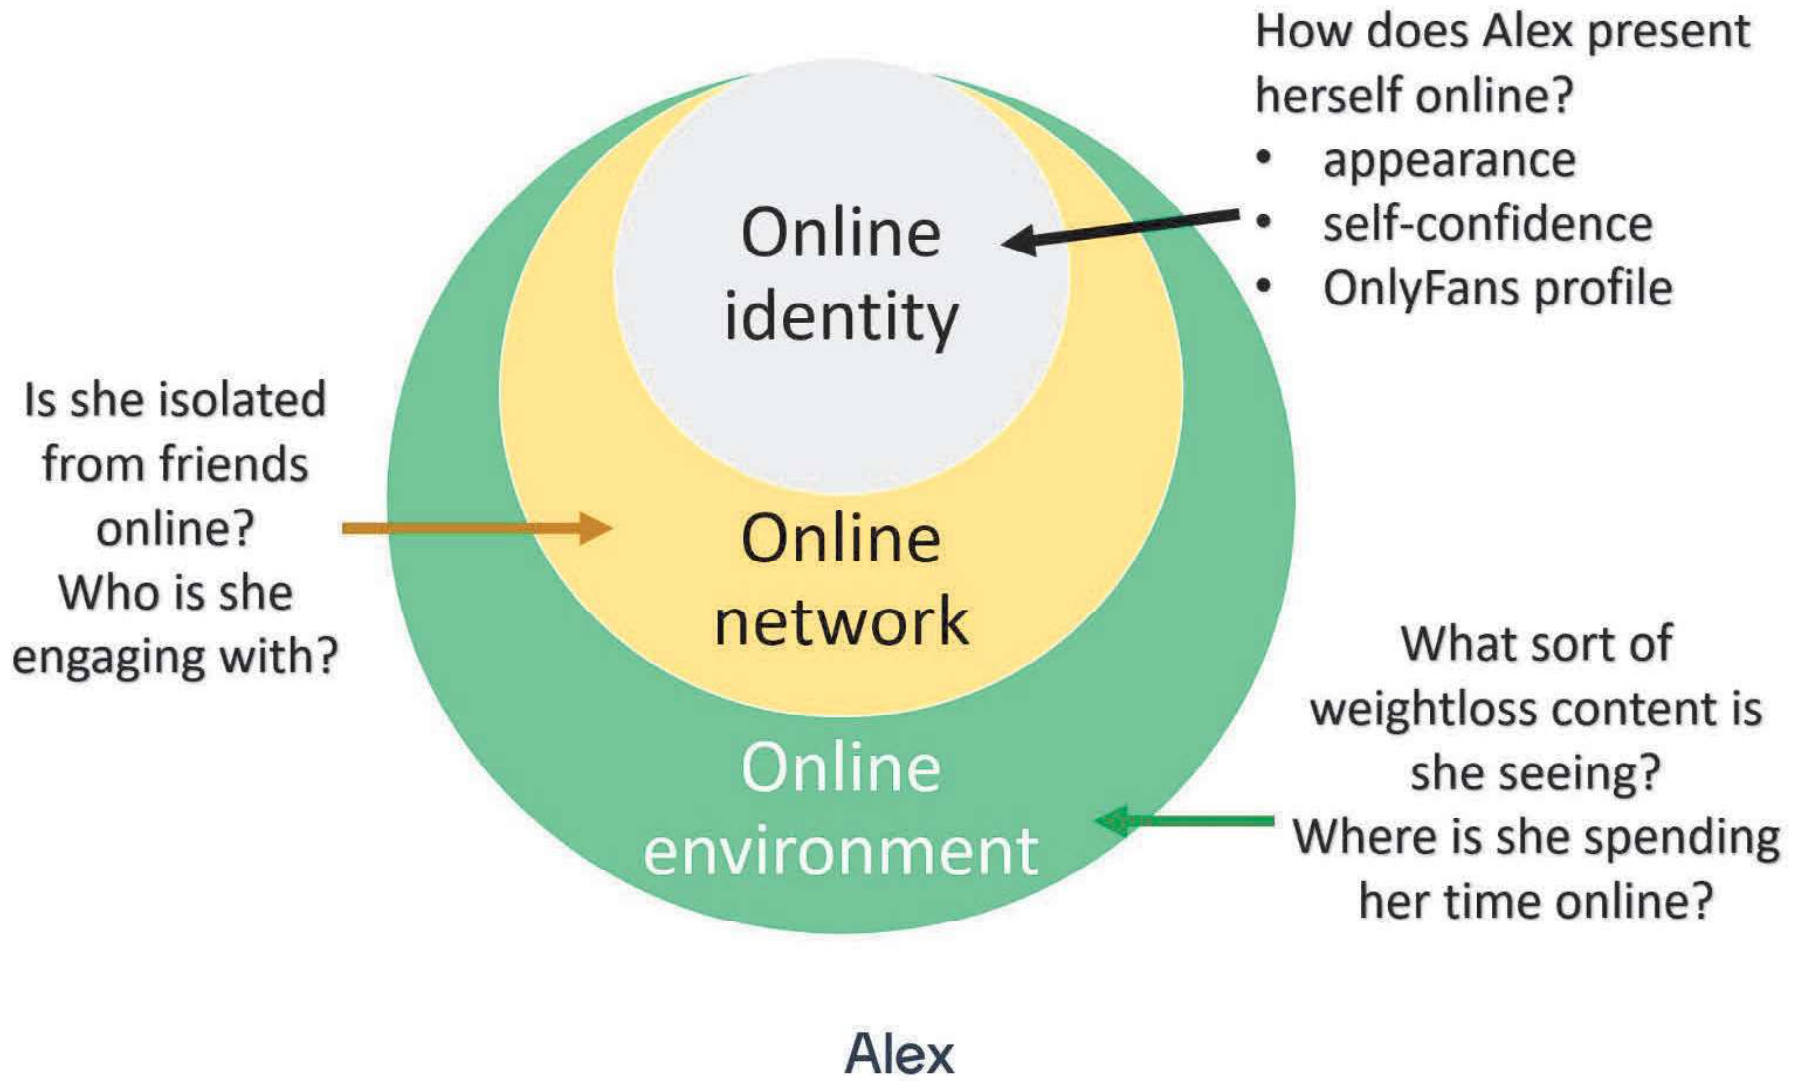 How does Alex present
herself online?
• appearance
• self-confidence
• OnlyFans profile
Online
identity
Is she isolated
from friends
online?
Who is she
engaging with?
Online
network
What sort of
weightloss content is
she seeing?
Where is she spending
her time online?
Online
environment
Alex